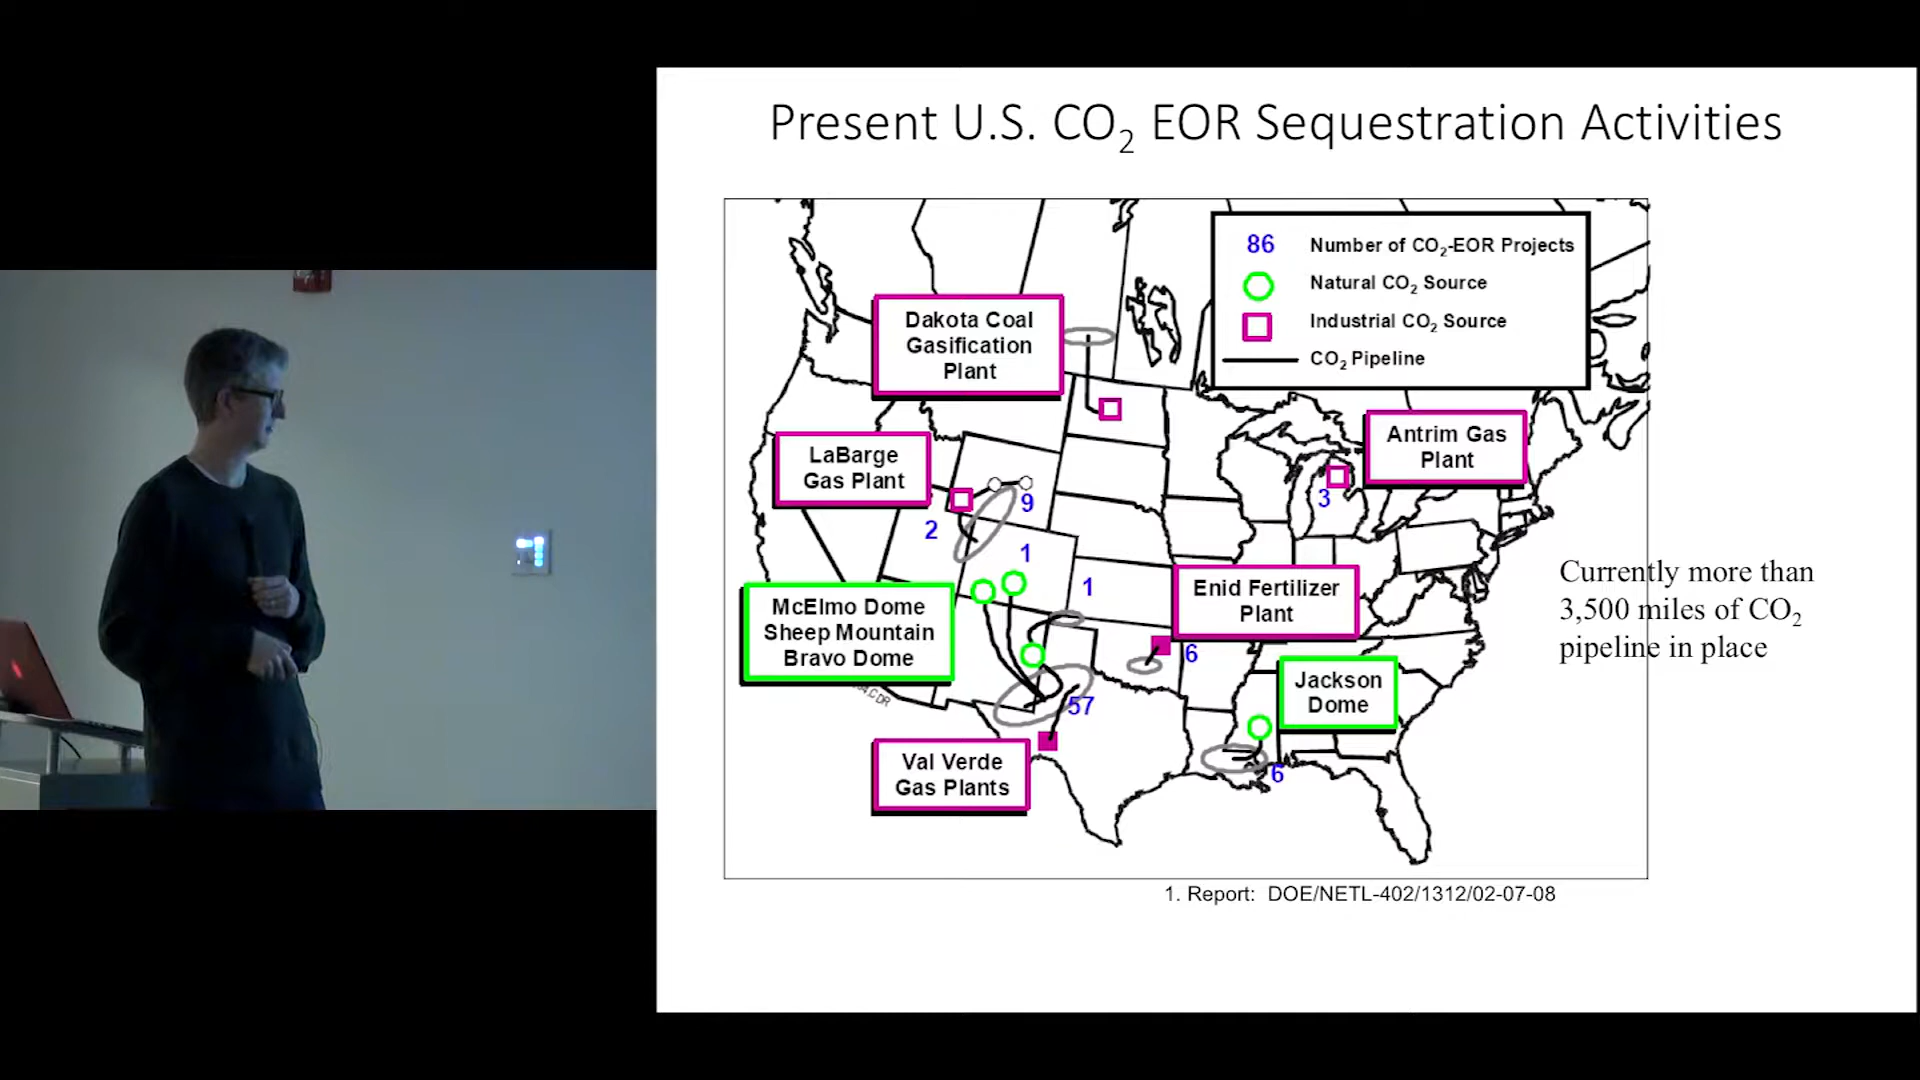 Present U.S. CO2 EOR Sequestration Activities
86 Number of CO2-EOR Projects
Natural CO2 Source
Industrial CO2 Source
CO2 Pipeline
Dakota Coal
Gasification
Plant
Antrim Gas
Plant
LaBarge
Gas Plant
3
9
2
1
1
Enid Fertilizer
Plant
McElmo Dome
Sheep Mountain
Bravo Dome
6
Jackson
Dome
57
Val Verde
Gas Plants
6
Currently more than
3,500 miles of CO2
pipeline in place
1. Report: DOE/NETL-402/1312/02-07-08